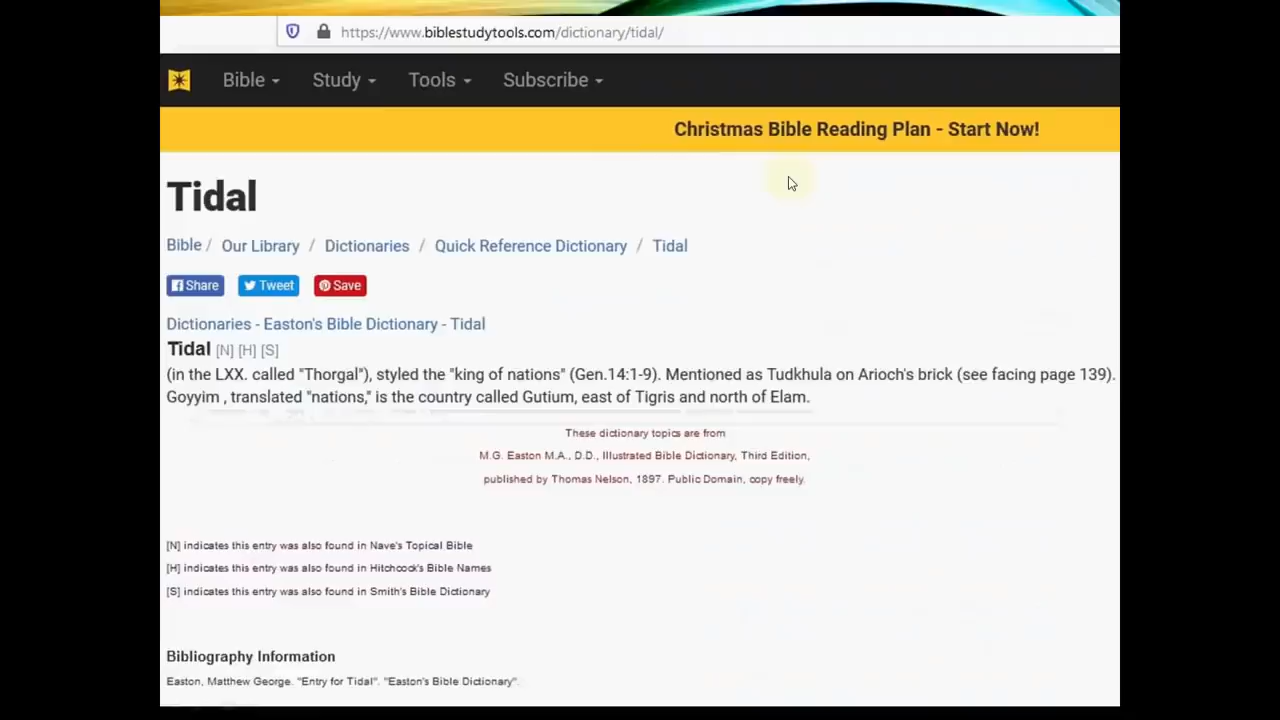 https://www.biblestudytools.com/dictionary/tidal/
Bible Study Tools Subscribe
Christmas Bible Reading Plan - Start Now!
Tidal
Bible / Our Library / Dictionaries / Quick Reference Dictionary / Tidal
Share Tweet Save
Dictionaries - Easton's Bible Dictionary - Tidal
Tidal [N] [H] [S]
(in the LXX. called "Thorgal"), styled the "king of nations" (Gen.14:1-9). Mentioned as Tudkhula on Arioch's brick (see facing page 139).
Goyyim , translated "nations," is the country called Gutium, east of Tigris and north of Elam.
These dictionary topics are from
M.G. Easton M.A., D.D., Illustrated Bible Dictionary, Third Edition,
published by Thomas Nelson, 1897. Public Domain, copy freely.
[N] indicates this entry was also found in Nave's Topical Bible
[H] indicates this entry was also found in Hitchcock's Bible Names
[S] indicates this entry was also found in Smith's Bible Dictionary
Bibliography Information
Easton, Matthew George. "Entry for Tidal". "Easton's Bible Dictionary".